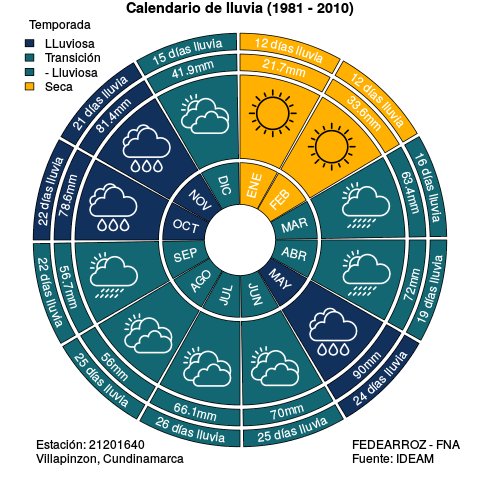 Calendario de lluvia (1981 - 2010)
Temporada
LLuviosa
Transición
- Lluviosa
Seca
12 días lluvia
21.7mm
ENE
12 días lluvia
33.6mm
FEB
16 días lluvia
63.4mm
MAR
19 días lluvia
72mm
ABR
24 días lluvia
90mm
MAY
25 días lluvia
70mm
JUN
26 días lluvia
66.1mm
JUL
25 días lluvia
56mm
AGO
22 días lluvia
56.7mm
SEP
22 días lluvia
78.6mm
OCT
21 días lluvia
81.4mm
NOV
15 días lluvia
41.9mm
DIC
Estación: 21201640
Villapinzon, Cundinamarca
FEDEARROZ - FNA
Fuente: IDEAM